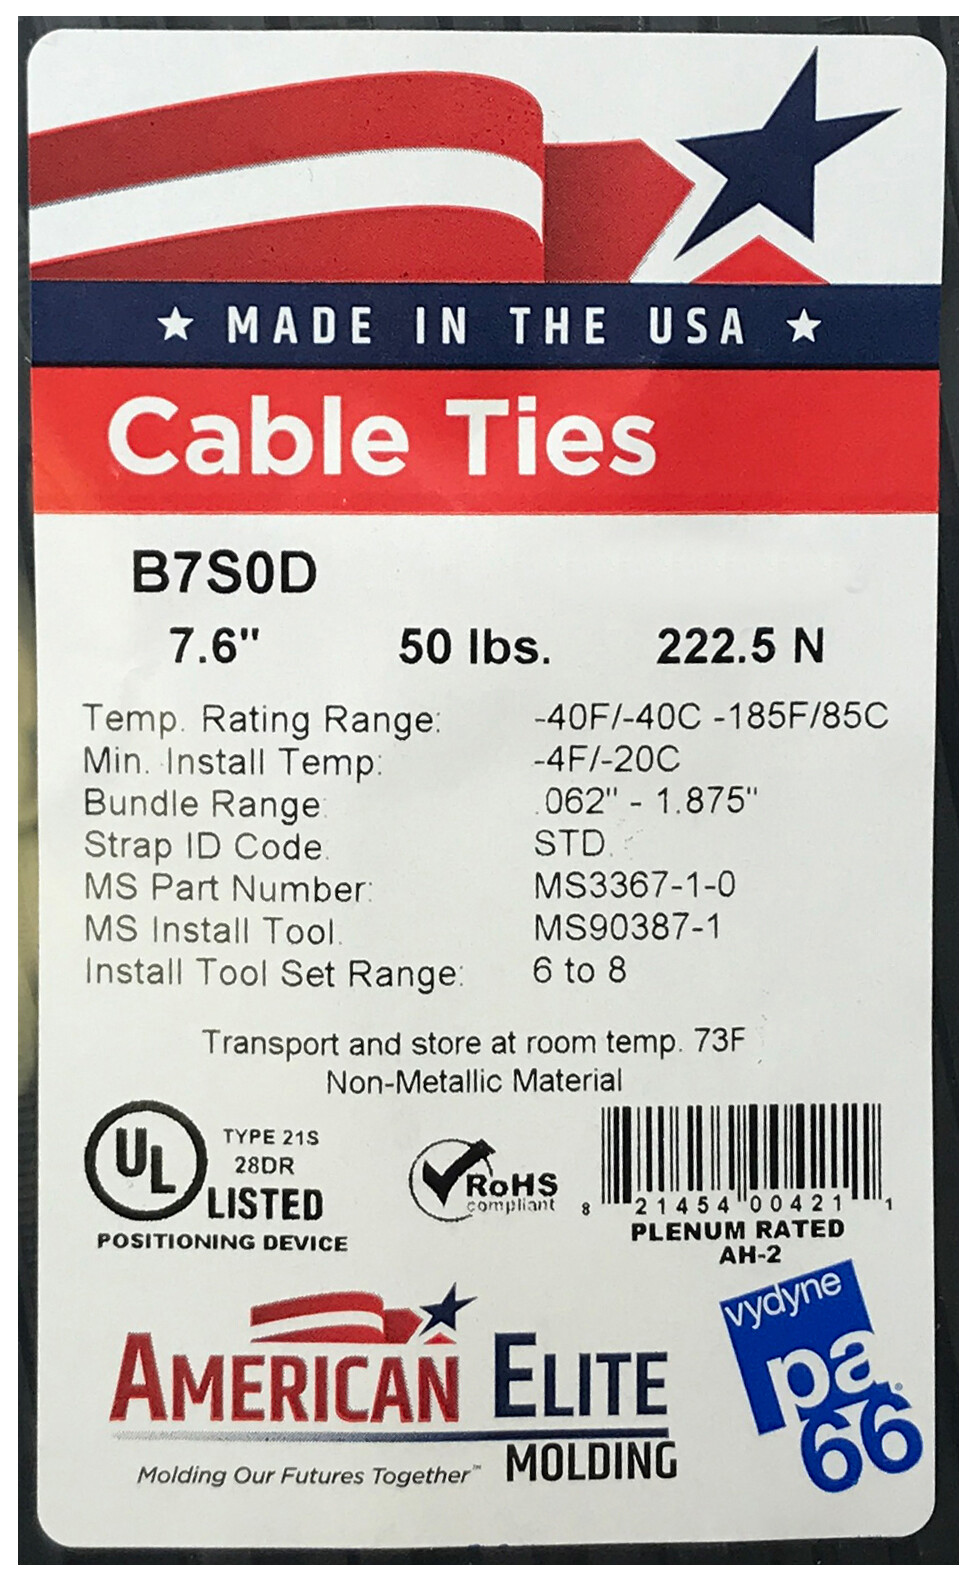 MADE IN THE USA
Cable Ties
B7S0D
7.6" 50 lbs. 222.5 N
Temp. Rating Range: -40F/-40C -185F/85C
Min. Install Temp: -4F/-20C
Bundle Range: .062" - 1.875"
Strap ID Code: STD.
MS Part Number: MS3367-1-0
MS Install Tool: MS90387-1
Install Tool Set Range: 6 to 8
Transport and store at room temp. 73F
Non-Metallic Material
UL TYPE 21S
28DR
LISTED
POSITIONING DEVICE
RoHS
compliant
8 21454 00421 1
PLENUM RATED
AH-2
AMERICAN ELITE
MOLDING
Molding Our Futures Together™
vydyne
pa®
66